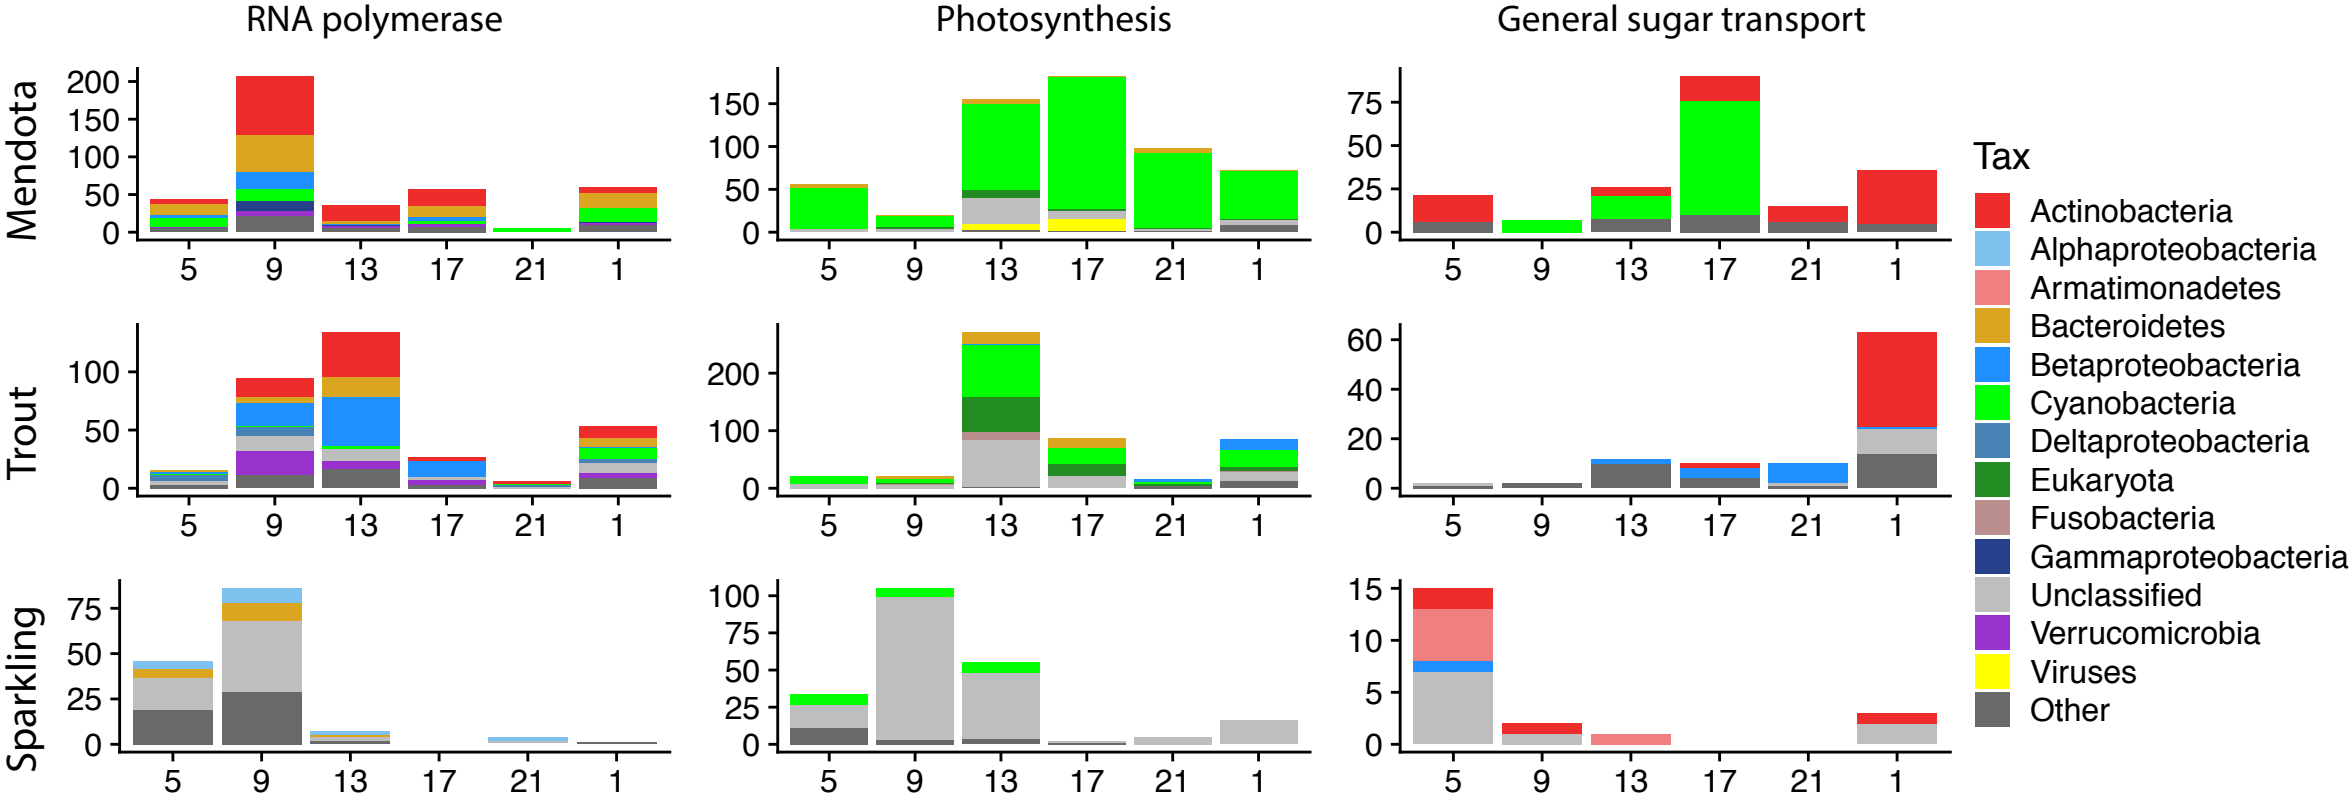 RNA polymerase Photosynthesis General sugar transport
Mendota
200
150
100
50
0
5 9 13 17 21 1
150
100
50
0
5 9 13 17 21 1
75
50
25
0
5 9 13 17 21 1
Trout
100
50
0
5 9 13 17 21 1
200
100
0
5 9 13 17 21 1
60
40
20
0
5 9 13 17 21 1
Sparkling
75
50
25
0
5 9 13 17 21 1
100
75
50
25
0
5 9 13 17 21 1
15
10
5
0
5 9 13 17 21 1
Tax
Actinobacteria
Alphaproteobacteria
Armatimonadetes
Bacteroidetes
Betaproteobacteria
Cyanobacteria
Deltaproteobacteria
Eukaryota
Fusobacteria
Gammaproteobacteria
Unclassified
Verrucomicrobia
Viruses
Other